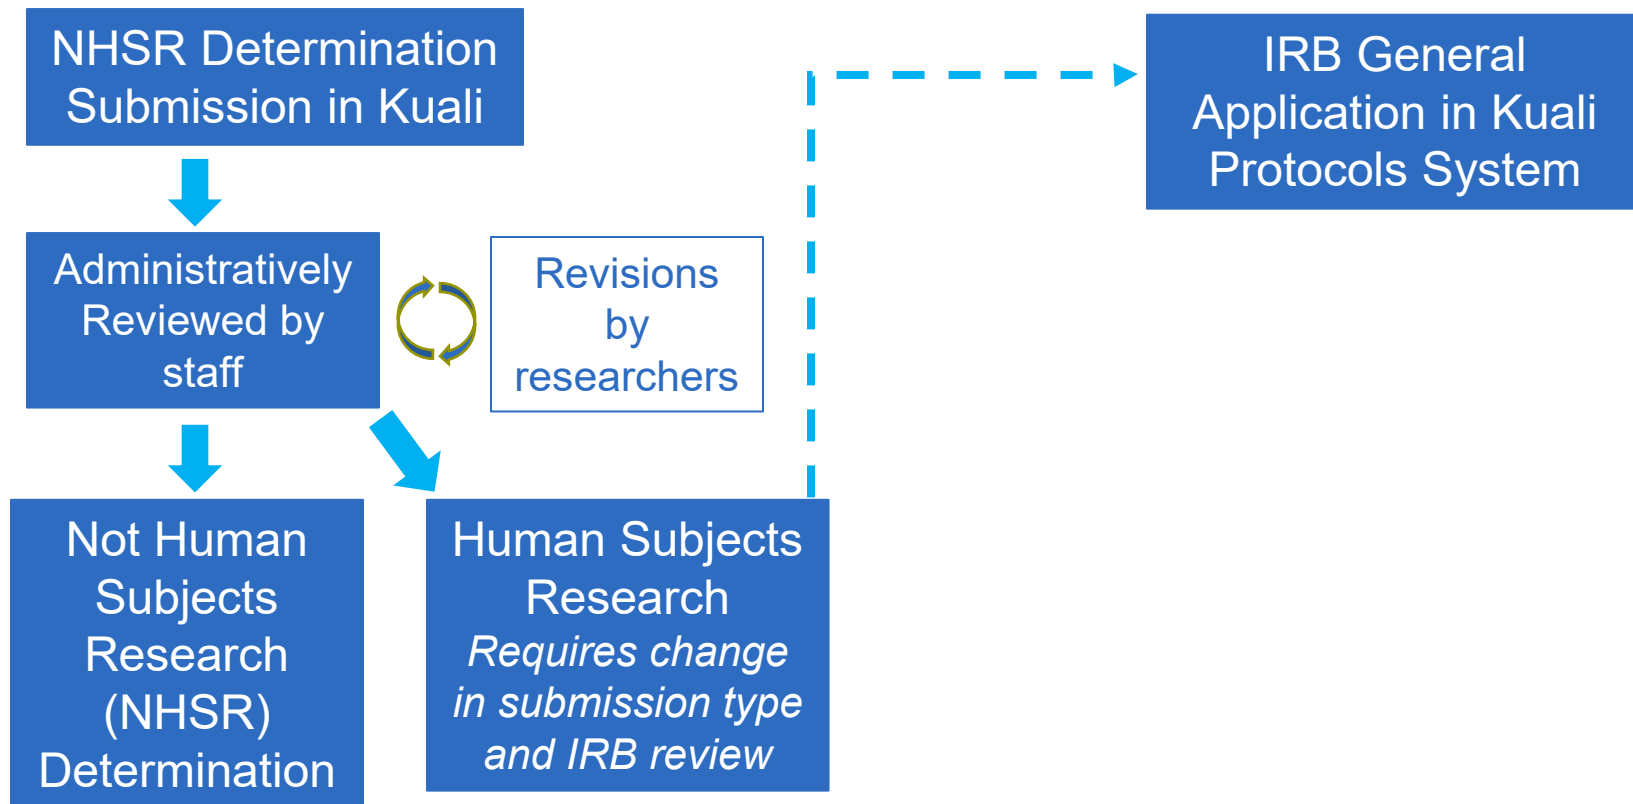 NHSR Determination
Submission in Kuali
IRB General
Application in Kuali
Protocols System
Administratively
Reviewed by
staff
Revisions
by
researchers
Not Human
Subjects
Research
(NHSR)
Determination
Human Subjects
Research
Requires change
in submission type
and IRB review